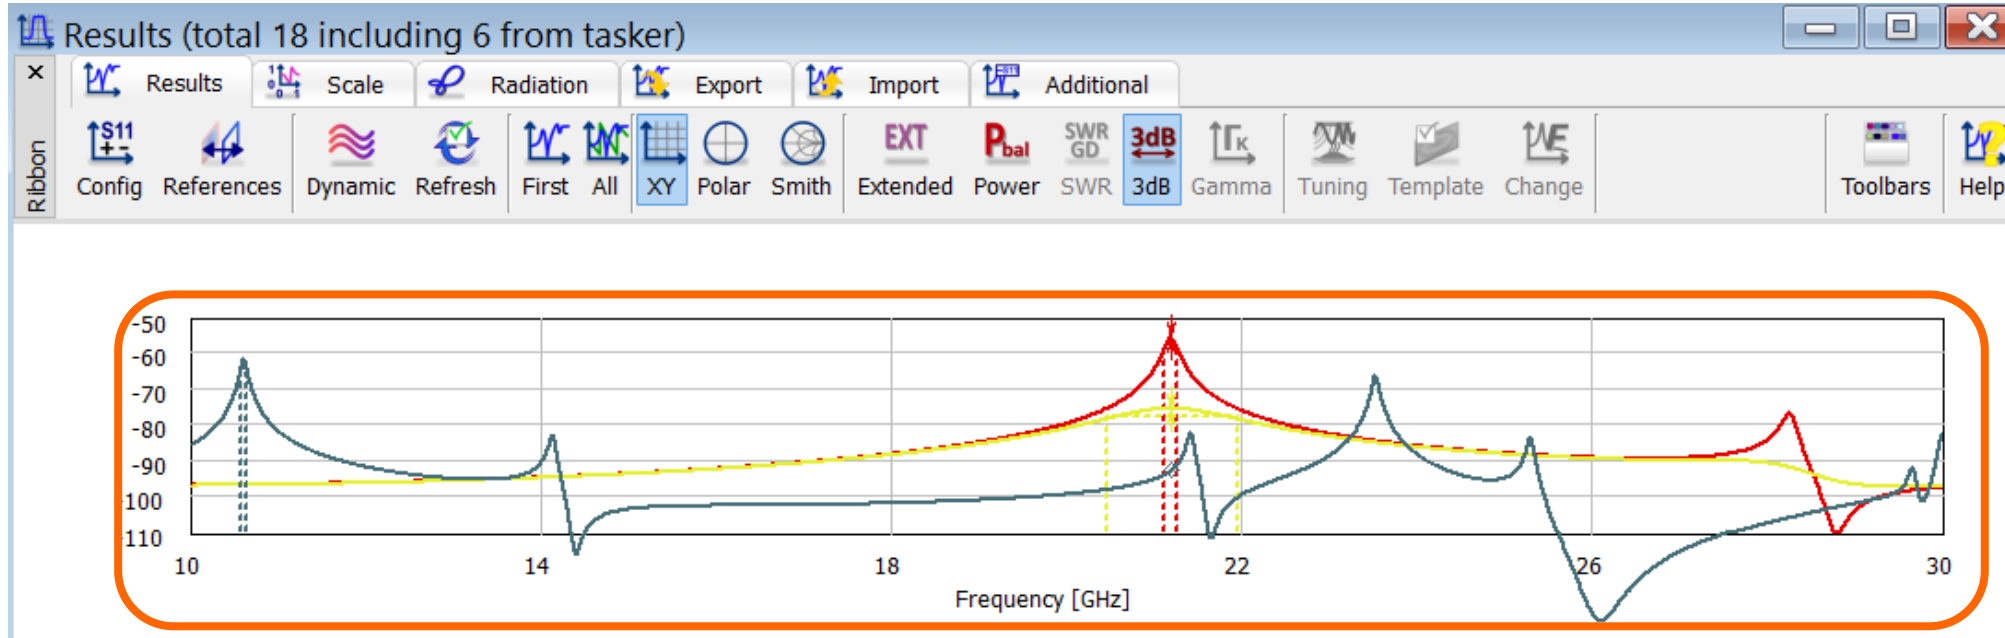 Results (total 18 including 6 from tasker)
Results Scale Radiation Export Import Additional
Ribbon
S11
Config References Dynamic Refresh First All XY Polar Smith EXT Extended Pbal Power SWR GD SWR 3dB 3dB Γκ Gamma Tuning Template Change Toolbars Help
-50
-60
-70
-80
-90
-100
-110
10 14 18 22 26 30
Frequency [GHz]